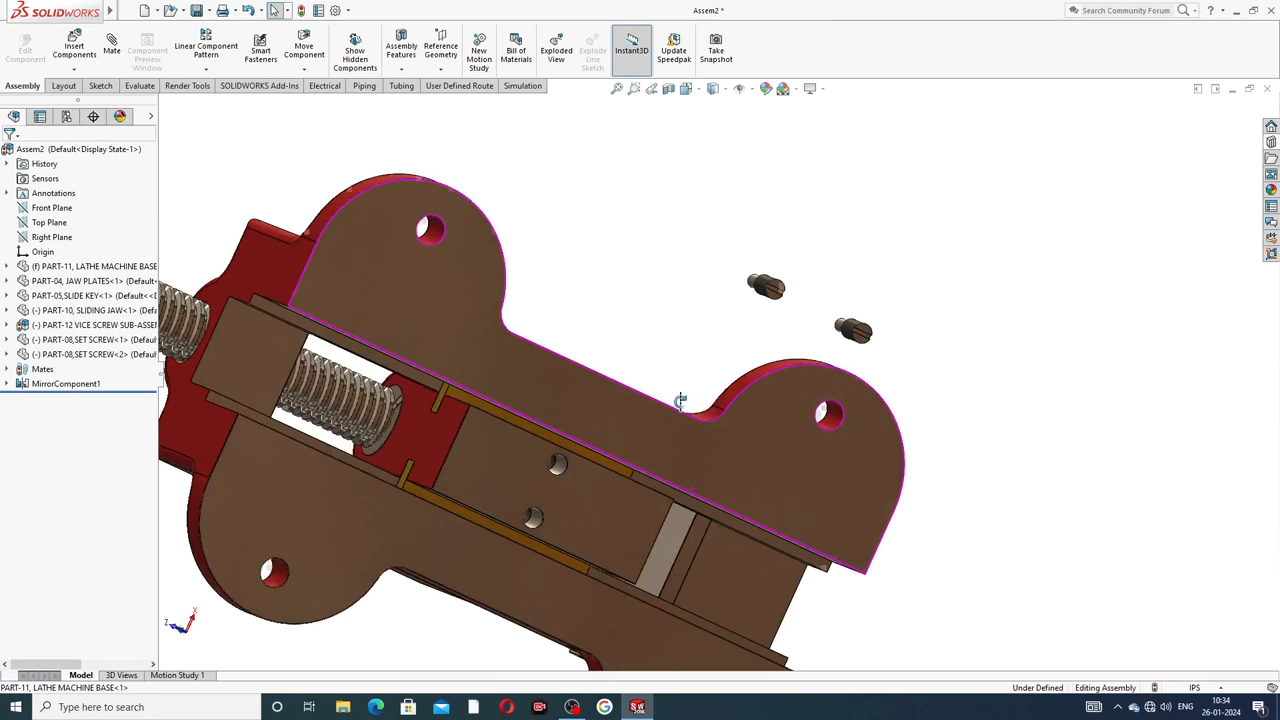 SOLIDWORKS
Assem2 *
Search Community Forum
Edit Component
Insert Components
Mate
Component Preview Window
Linear Component Pattern
Smart Fasteners
Move Component
Show Hidden Components
Assembly Features
Reference Geometry
New Motion Study
Bill of Materials
Exploded View
Explode Line Sketch
Instant3D
Update Speedpak
Take Snapshot
Assembly
Layout
Sketch
Evaluate
Render Tools
SOLIDWORKS Add-Ins
Electrical
Piping
Tubing
User Defined Route
Simulation
Assem2 (Default<Display State-1>)
History
Sensors
Annotations
Front Plane
Top Plane
Right Plane
Origin
(f) PART-11, LATHE MACHINE BASE
PART-04, JAW PLATES<1> (Default
PART-05,SLIDE KEY<1> (Default<<D
(-) PART-10, SLIDING JAW<1> (Def
(-) PART-12 VICE SCREW SUB-ASSE
(-) PART-08,SET SCREW<1> (Defaul
(-) PART-08,SET SCREW<2> (Defaul
Mates
MirrorComponent1
X
Z
Model
3D Views
Motion Study 1
PART-11, LATHE MACHINE BASE<1>
Under Defined
Editing Assembly
IPS
Type here to search
ENG
10:34
26-01-2024